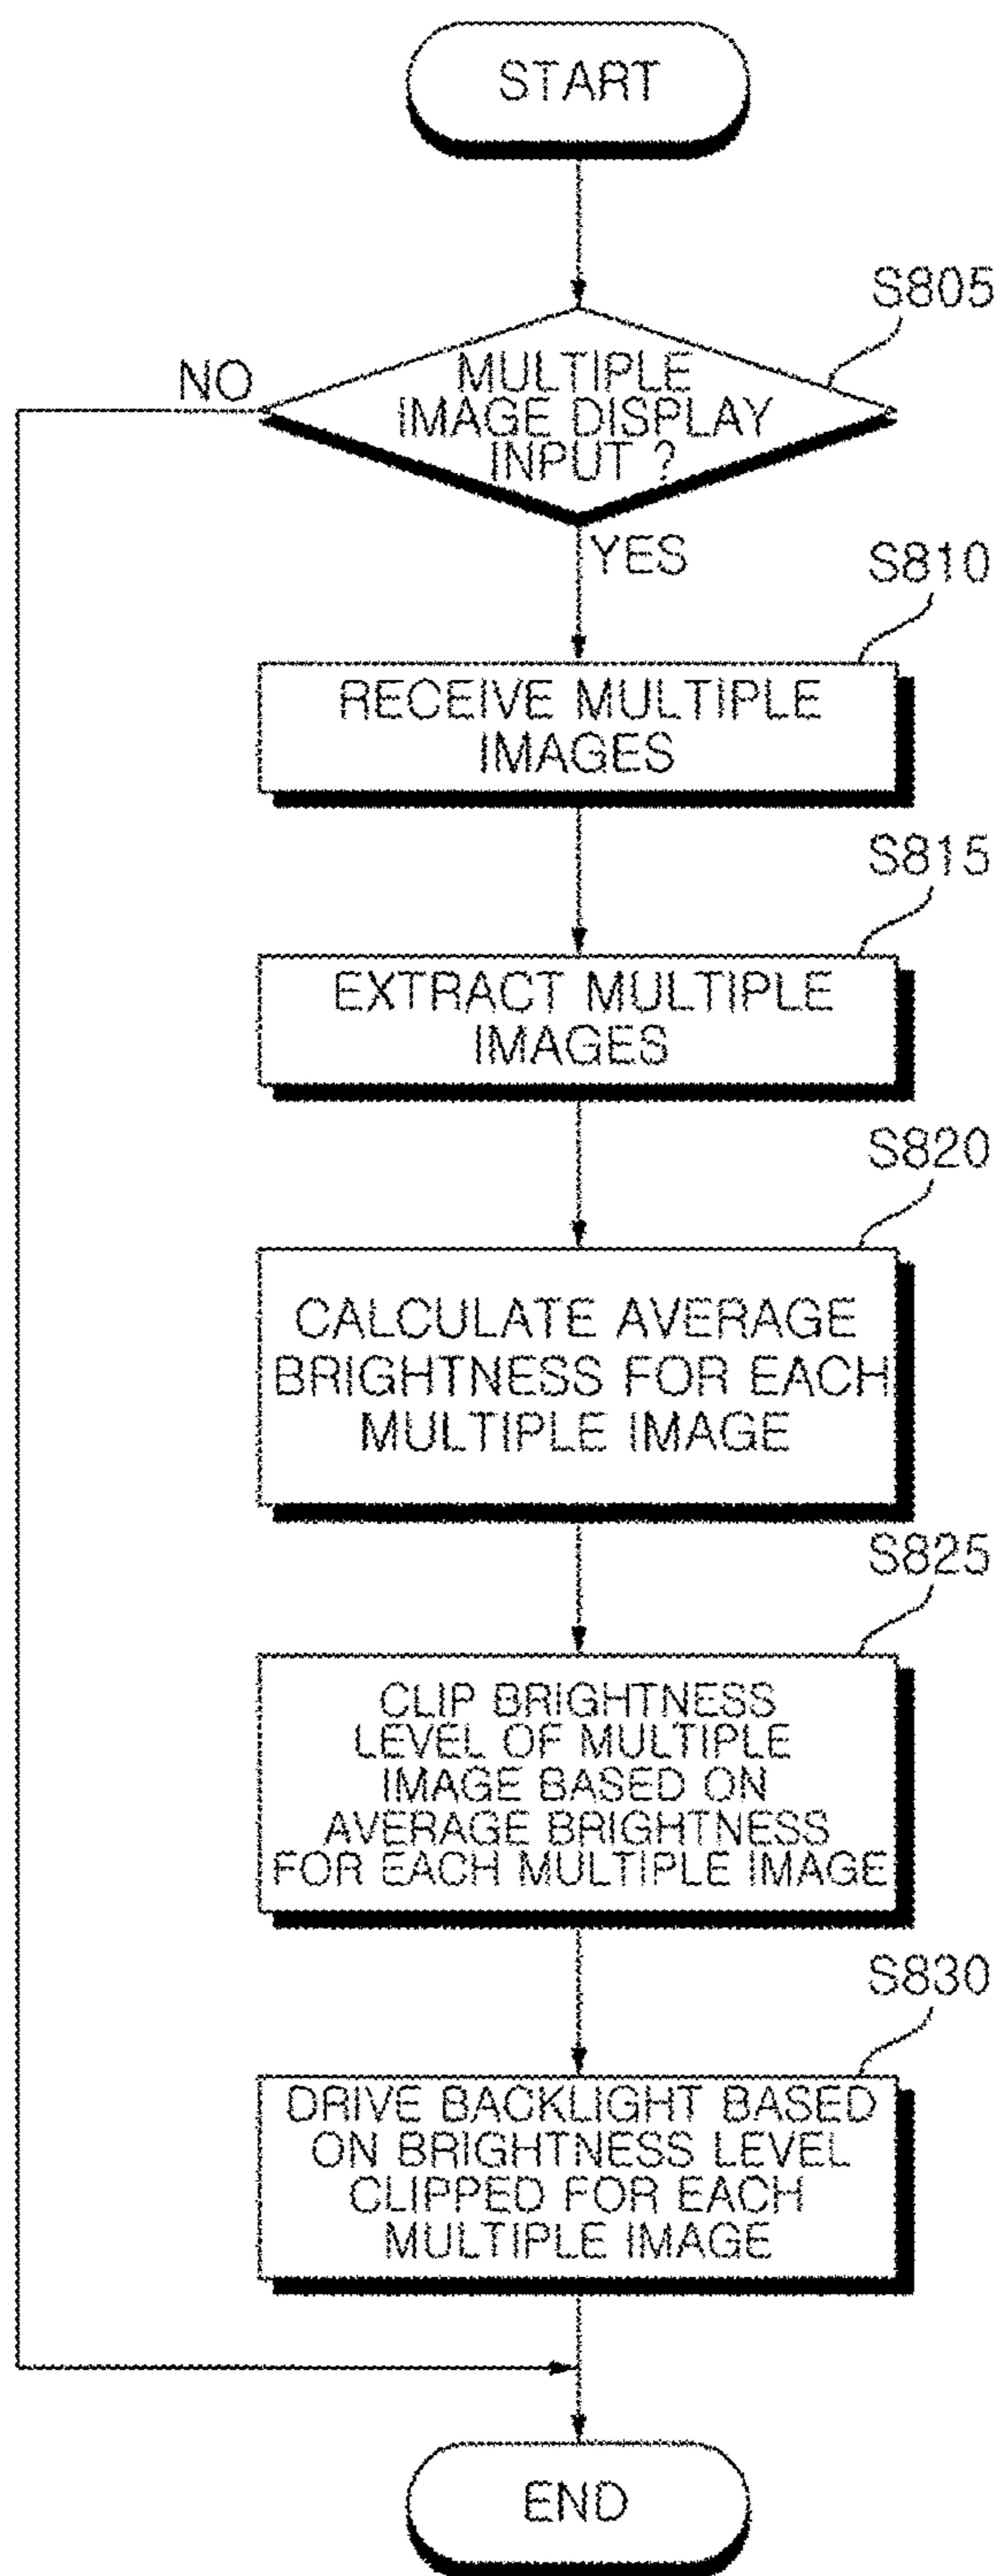 START
S805
NO
MULTIPLE
IMAGE DISPLAY
INPUT ?
YES
S810
RECEIVE MULTIPLE
IMAGES
S815
EXTRACT MULTIPLE
IMAGES
S820
CALCULATE AVERAGE
BRIGHTNESS FOR EACH
MULTIPLE IMAGE
S825
CLIP BRIGHTNESS
LEVEL OF MULTIPLE
IMAGE BASED ON
AVERAGE BRIGHTNESS
FOR EACH MULTIPLE IMAGE
S830
DRIVE BACKLIGHT BASED
ON BRIGHTNESS LEVEL
CLIPPED FOR EACH
MULTIPLE IMAGE
END